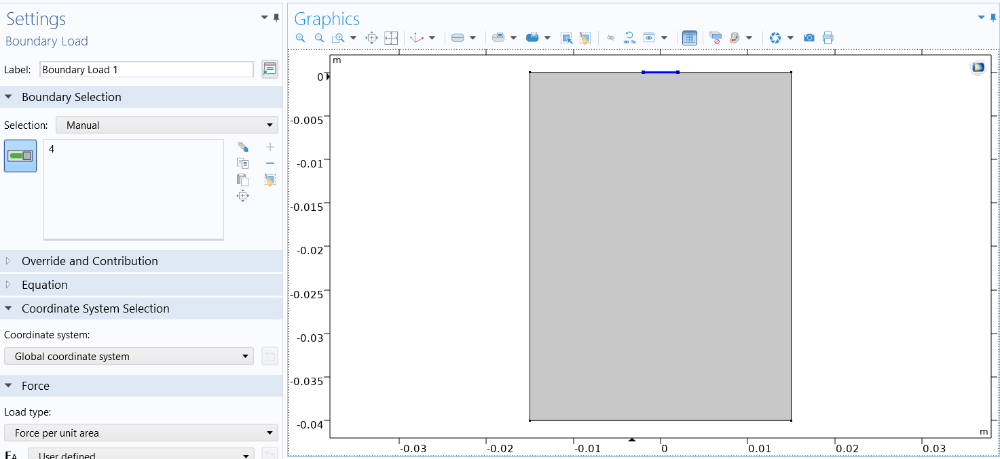 Settings
Boundary Load
Label: Boundary Load 1
Boundary Selection
Selection: Manual
4
Override and Contribution
Equation
Coordinate System Selection
Coordinate system:
Global coordinate system
Force
Load type:
Force per unit area
FA User defined
Graphics
m
0
-0.005
-0.01
-0.015
-0.02
-0.025
-0.03
-0.035
-0.04
m
-0.03 -0.02 -0.01 0 0.01 0.02 0.03